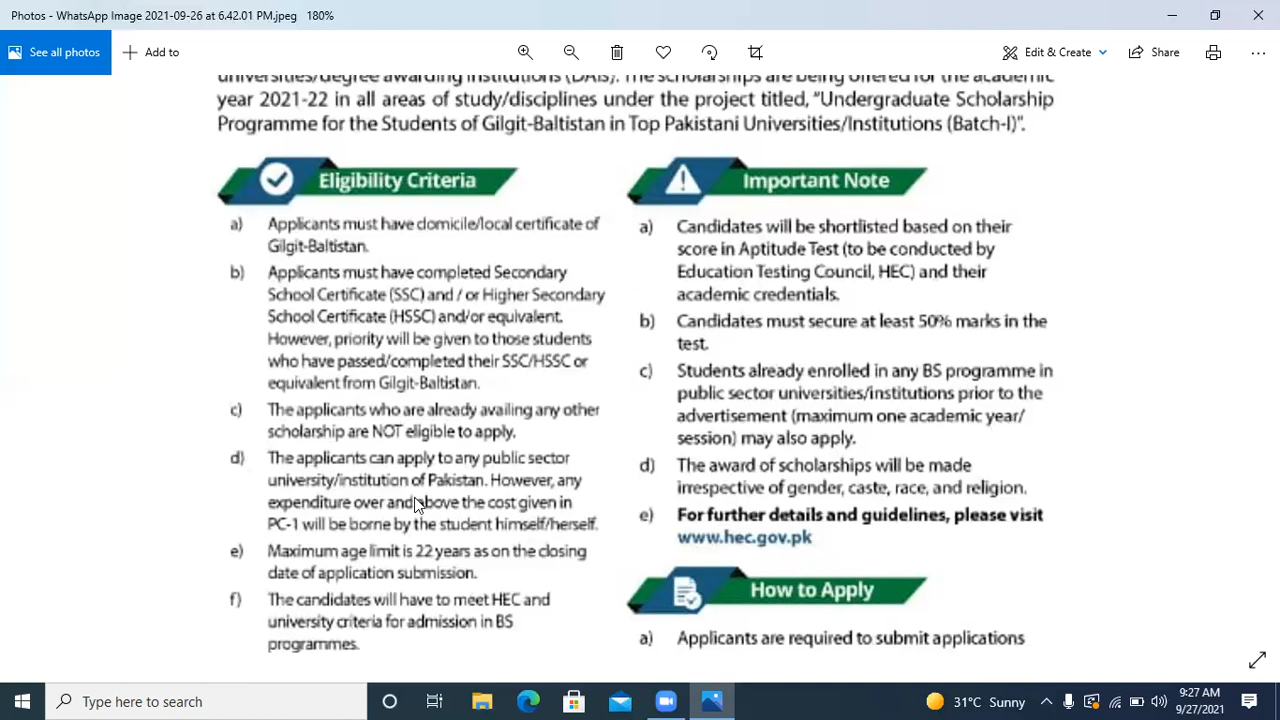 Photos - WhatsApp Image 2021-09-26 at 6.42.01 PM.jpeg 180%
See all photos
Add to
Edit & Create
Share
universities/degree awarding institutions (DAIs). The scholarships are being offered for the academic
year 2021-22 in all areas of study/disciplines under the project titled, “Undergraduate Scholarship
Programme for the Students of Gilgit-Baltistan in Top Pakistani Universities/Institutions (Batch-I)”.
Eligibility Criteria
a) Applicants must have domicile/local certificate of
Gilgit-Baltistan.
b) Applicants must have completed Secondary
School Certificate (SSC) and / or Higher Secondary
School Certificate (HSSC) and/or equivalent.
However, priority will be given to those students
who have passed/completed their SSC/HSSC or
equivalent from Gilgit-Baltistan.
c) The applicants who are already availing any other
scholarship are NOT eligible to apply.
d) The applicants can apply to any public sector
university/institution of Pakistan. However, any
expenditure over and above the cost given in
PC-1 will be borne by the student himself/herself.
e) Maximum age limit is 22 years as on the closing
date of application submission.
f) The candidates will have to meet HEC and
university criteria for admission in BS
programmes.
Important Note
a) Candidates will be shortlisted based on their
score in Aptitude Test (to be conducted by
Education Testing Council, HEC) and their
academic credentials.
b) Candidates must secure at least 50% marks in the
test.
c) Students already enrolled in any BS programme in
public sector universities/institutions prior to the
advertisement (maximum one academic year/
session) may also apply.
d) The award of scholarships will be made
irrespective of gender, caste, race, and religion.
e) For further details and guidelines, please visit
www.hec.gov.pk
How to Apply
a) Applicants are required to submit applications
Type here to search
31°C Sunny
9:27 AM
9/27/2021